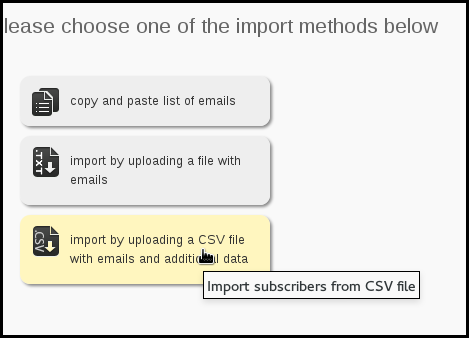 lease choose one of the import methods below
copy and paste list of emails
.TXT
import by uploading a file with
emails
.CSV
import by uploading a CSV file
with emails and additional data
Import subscribers from CSV file